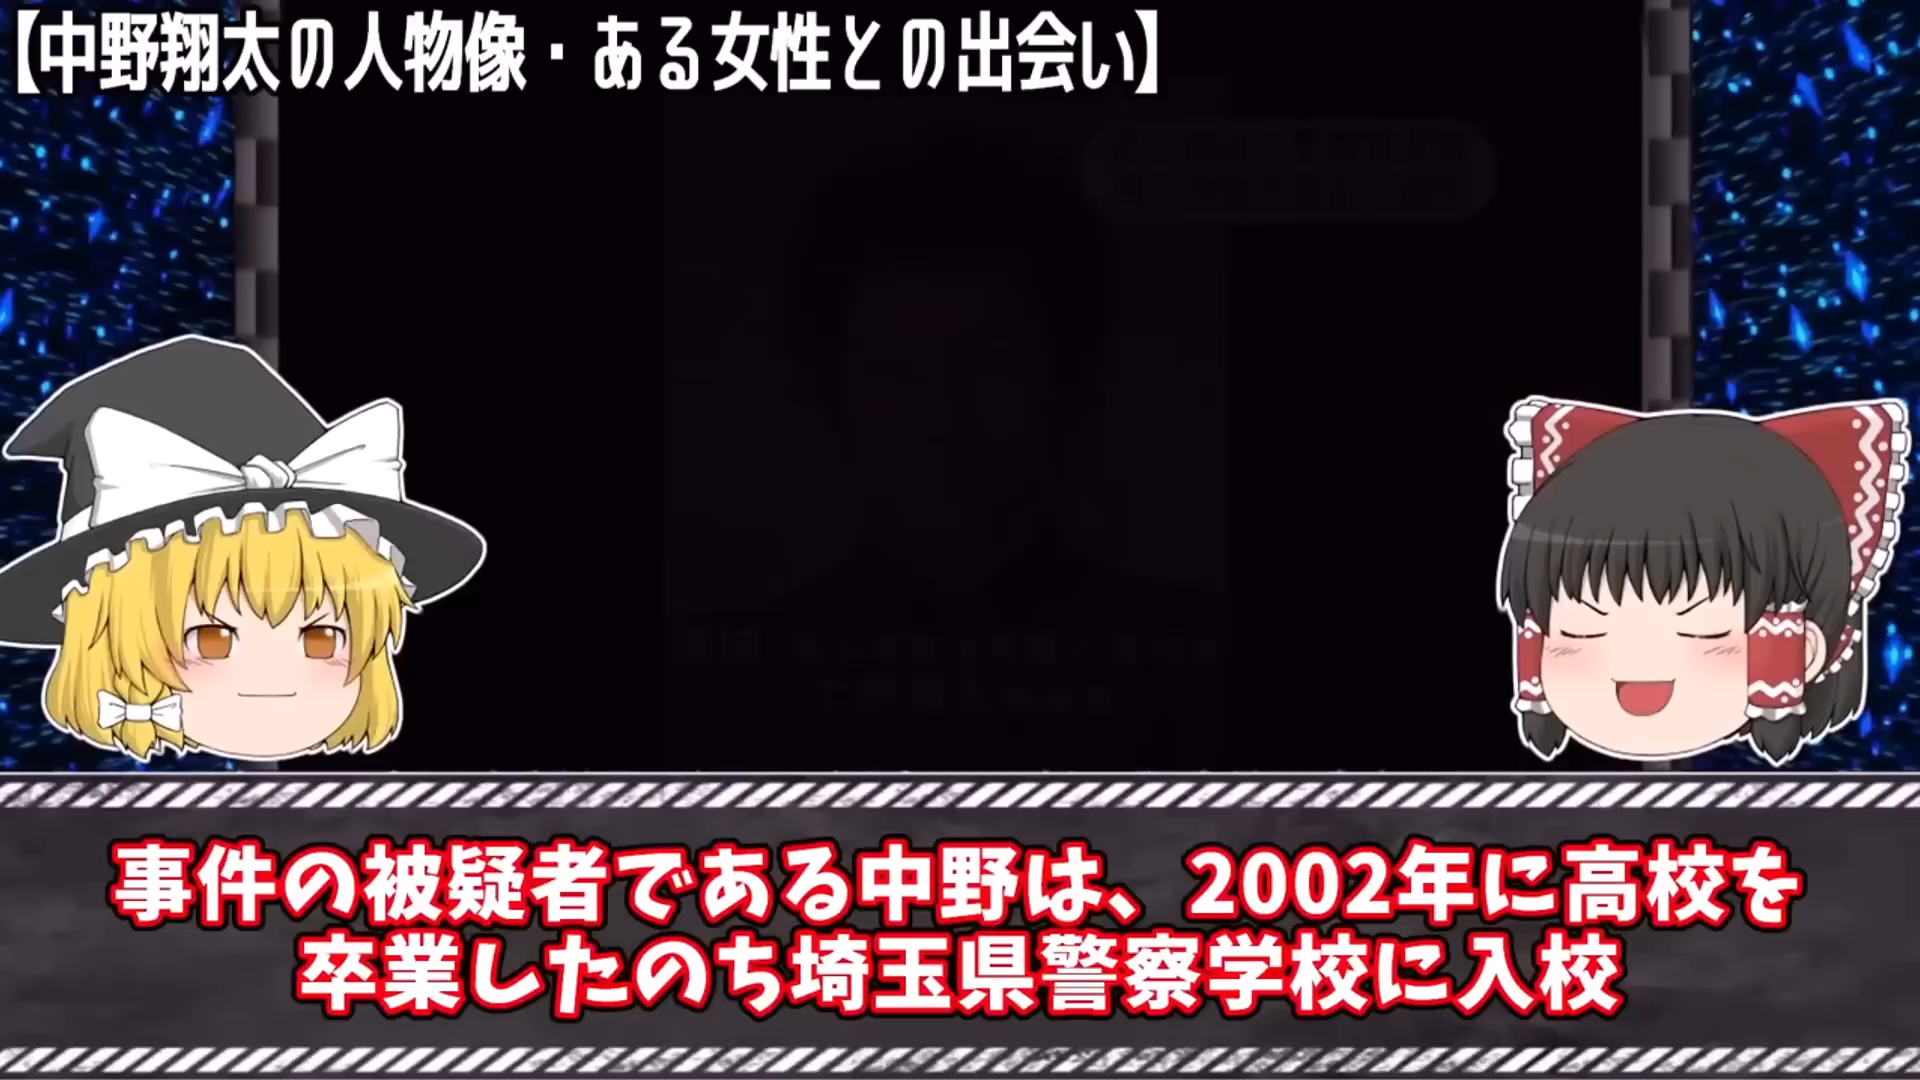 【中野翔太の人物像・ある女性との出会い】
事件の被疑者である中野は、2002年に高校を
卒業したのち埼玉県警察学校に入校